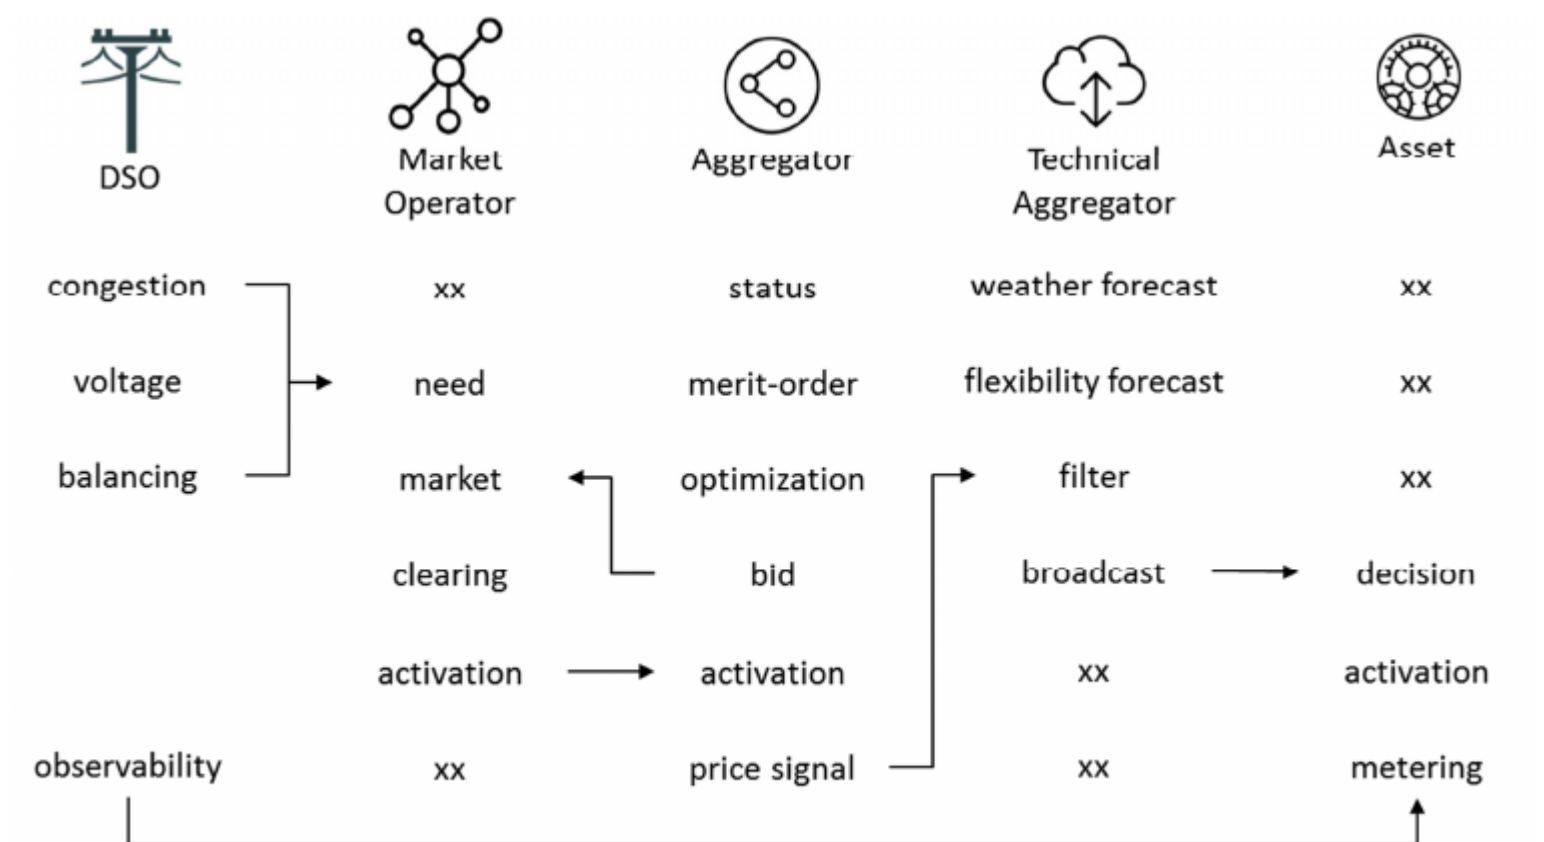 DSO
Market
Operator
Aggregator
Technical
Aggregator
Asset
congestion
xx
status
weather forecast
xx
voltage
need
merit-order
flexibility forecast
xx
balancing
market
optimization
filter
xx
clearing
bid
broadcast
decision
activation
activation
xx
activation
observability
xx
price signal
xx
metering